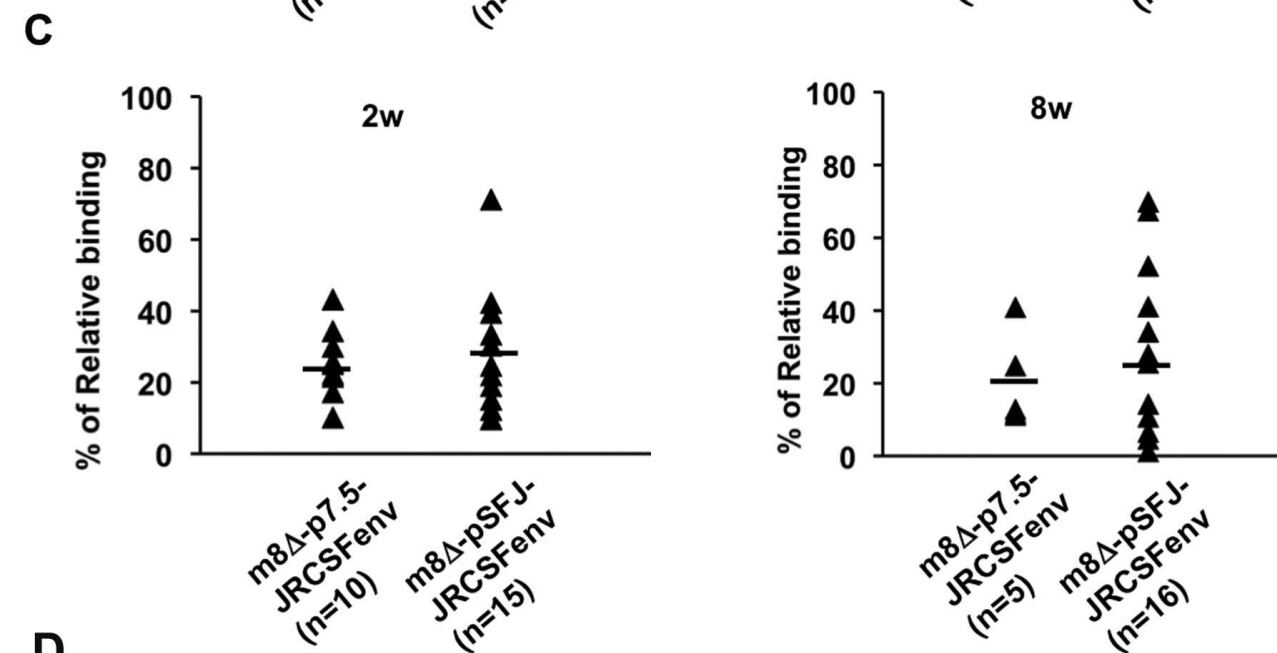 (n
(n-
C
2w
100
80
60
40
20
0
% of Relative binding
m8Δ-p7.5-
JRCSFenv
(n=10)
m8Δ-pSFJ-
JRCSFenv
(n=15)
8w
100
80
60
40
20
0
% of Relative binding
m8Δ-p7.5-
JRCSFenv
(n=5)
m8Δ-pSFJ-
JRCSFenv
(n=16)
D